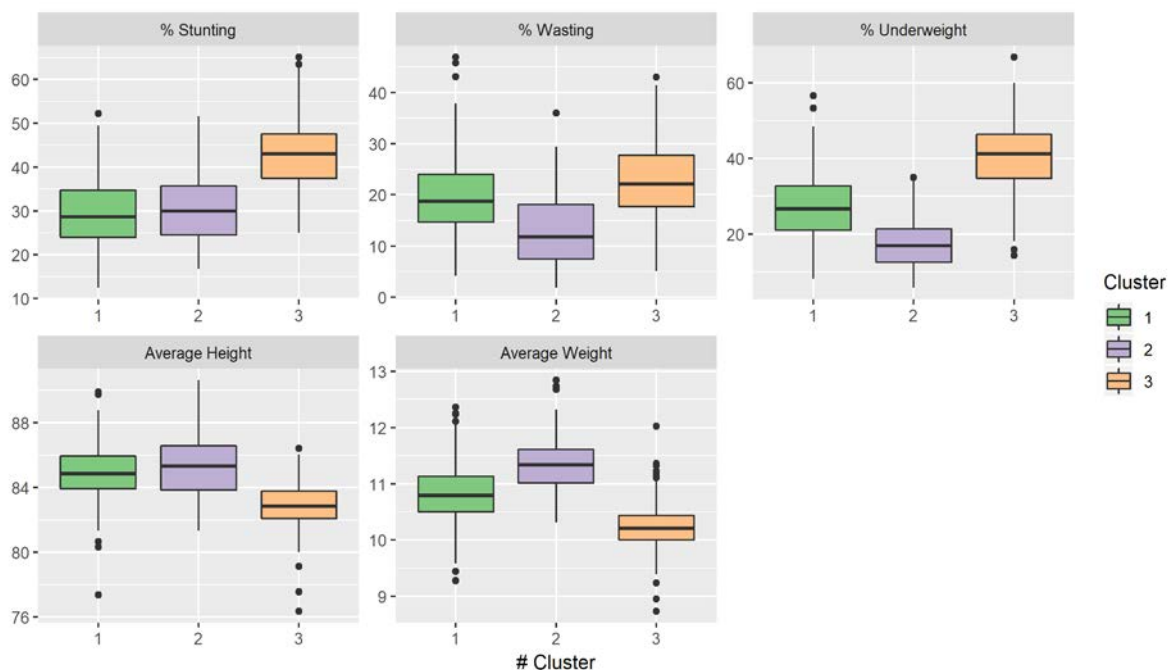 % Stunting
% Wasting
% Underweight
60
50
40
30
20
10
40
30
20
10
0
60
40
20
1 2 3
1 2 3
1 2 3
Average Height
Average Weight
88
84
80
76
13
12
11
10
9
1 2 3
1 2 3
# Cluster
Cluster
1
2
3